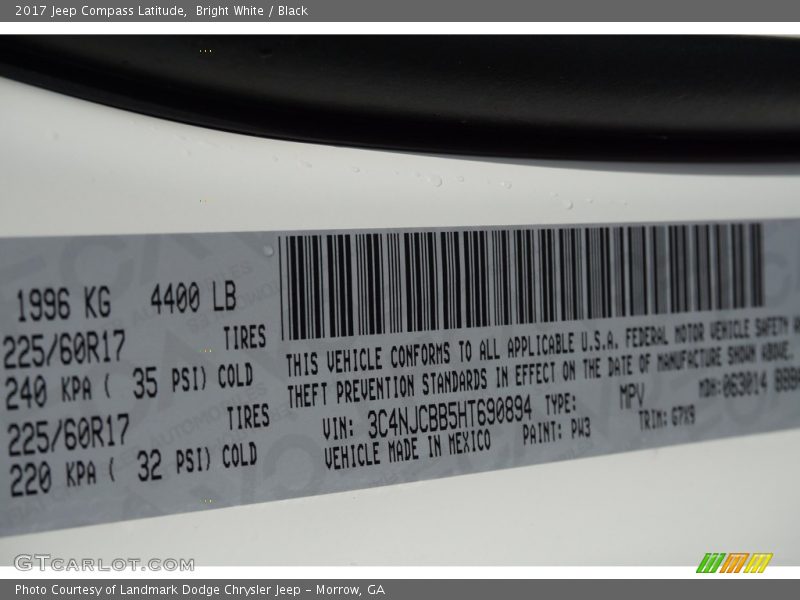 2017 Jeep Compass Latitude, Bright White / Black
1996 KG 4400 LB
225/60R17 TIRES
240 KPA ( 35 PSI) COLD
225/60R17 TIRES
220 KPA ( 32 PSI) COLD
THIS VEHICLE CONFORMS TO ALL APPLICABLE U.S.A. FEDERAL MOTOR VEHICLE SAFETY
THEFT PREVENTION STANDARDS IN EFFECT ON THE DATE OF MANUFACTURE SHOWN ABOVE.
VIN: 3C4NJCBB5HT690894 TYPE: MPV MDH: 063014
VEHICLE MADE IN MEXICO PAINT: PW3 TRIM: G7X9
GTCARLOT.COM
Photo Courtesy of Landmark Dodge Chrysler Jeep – Morrow, GA